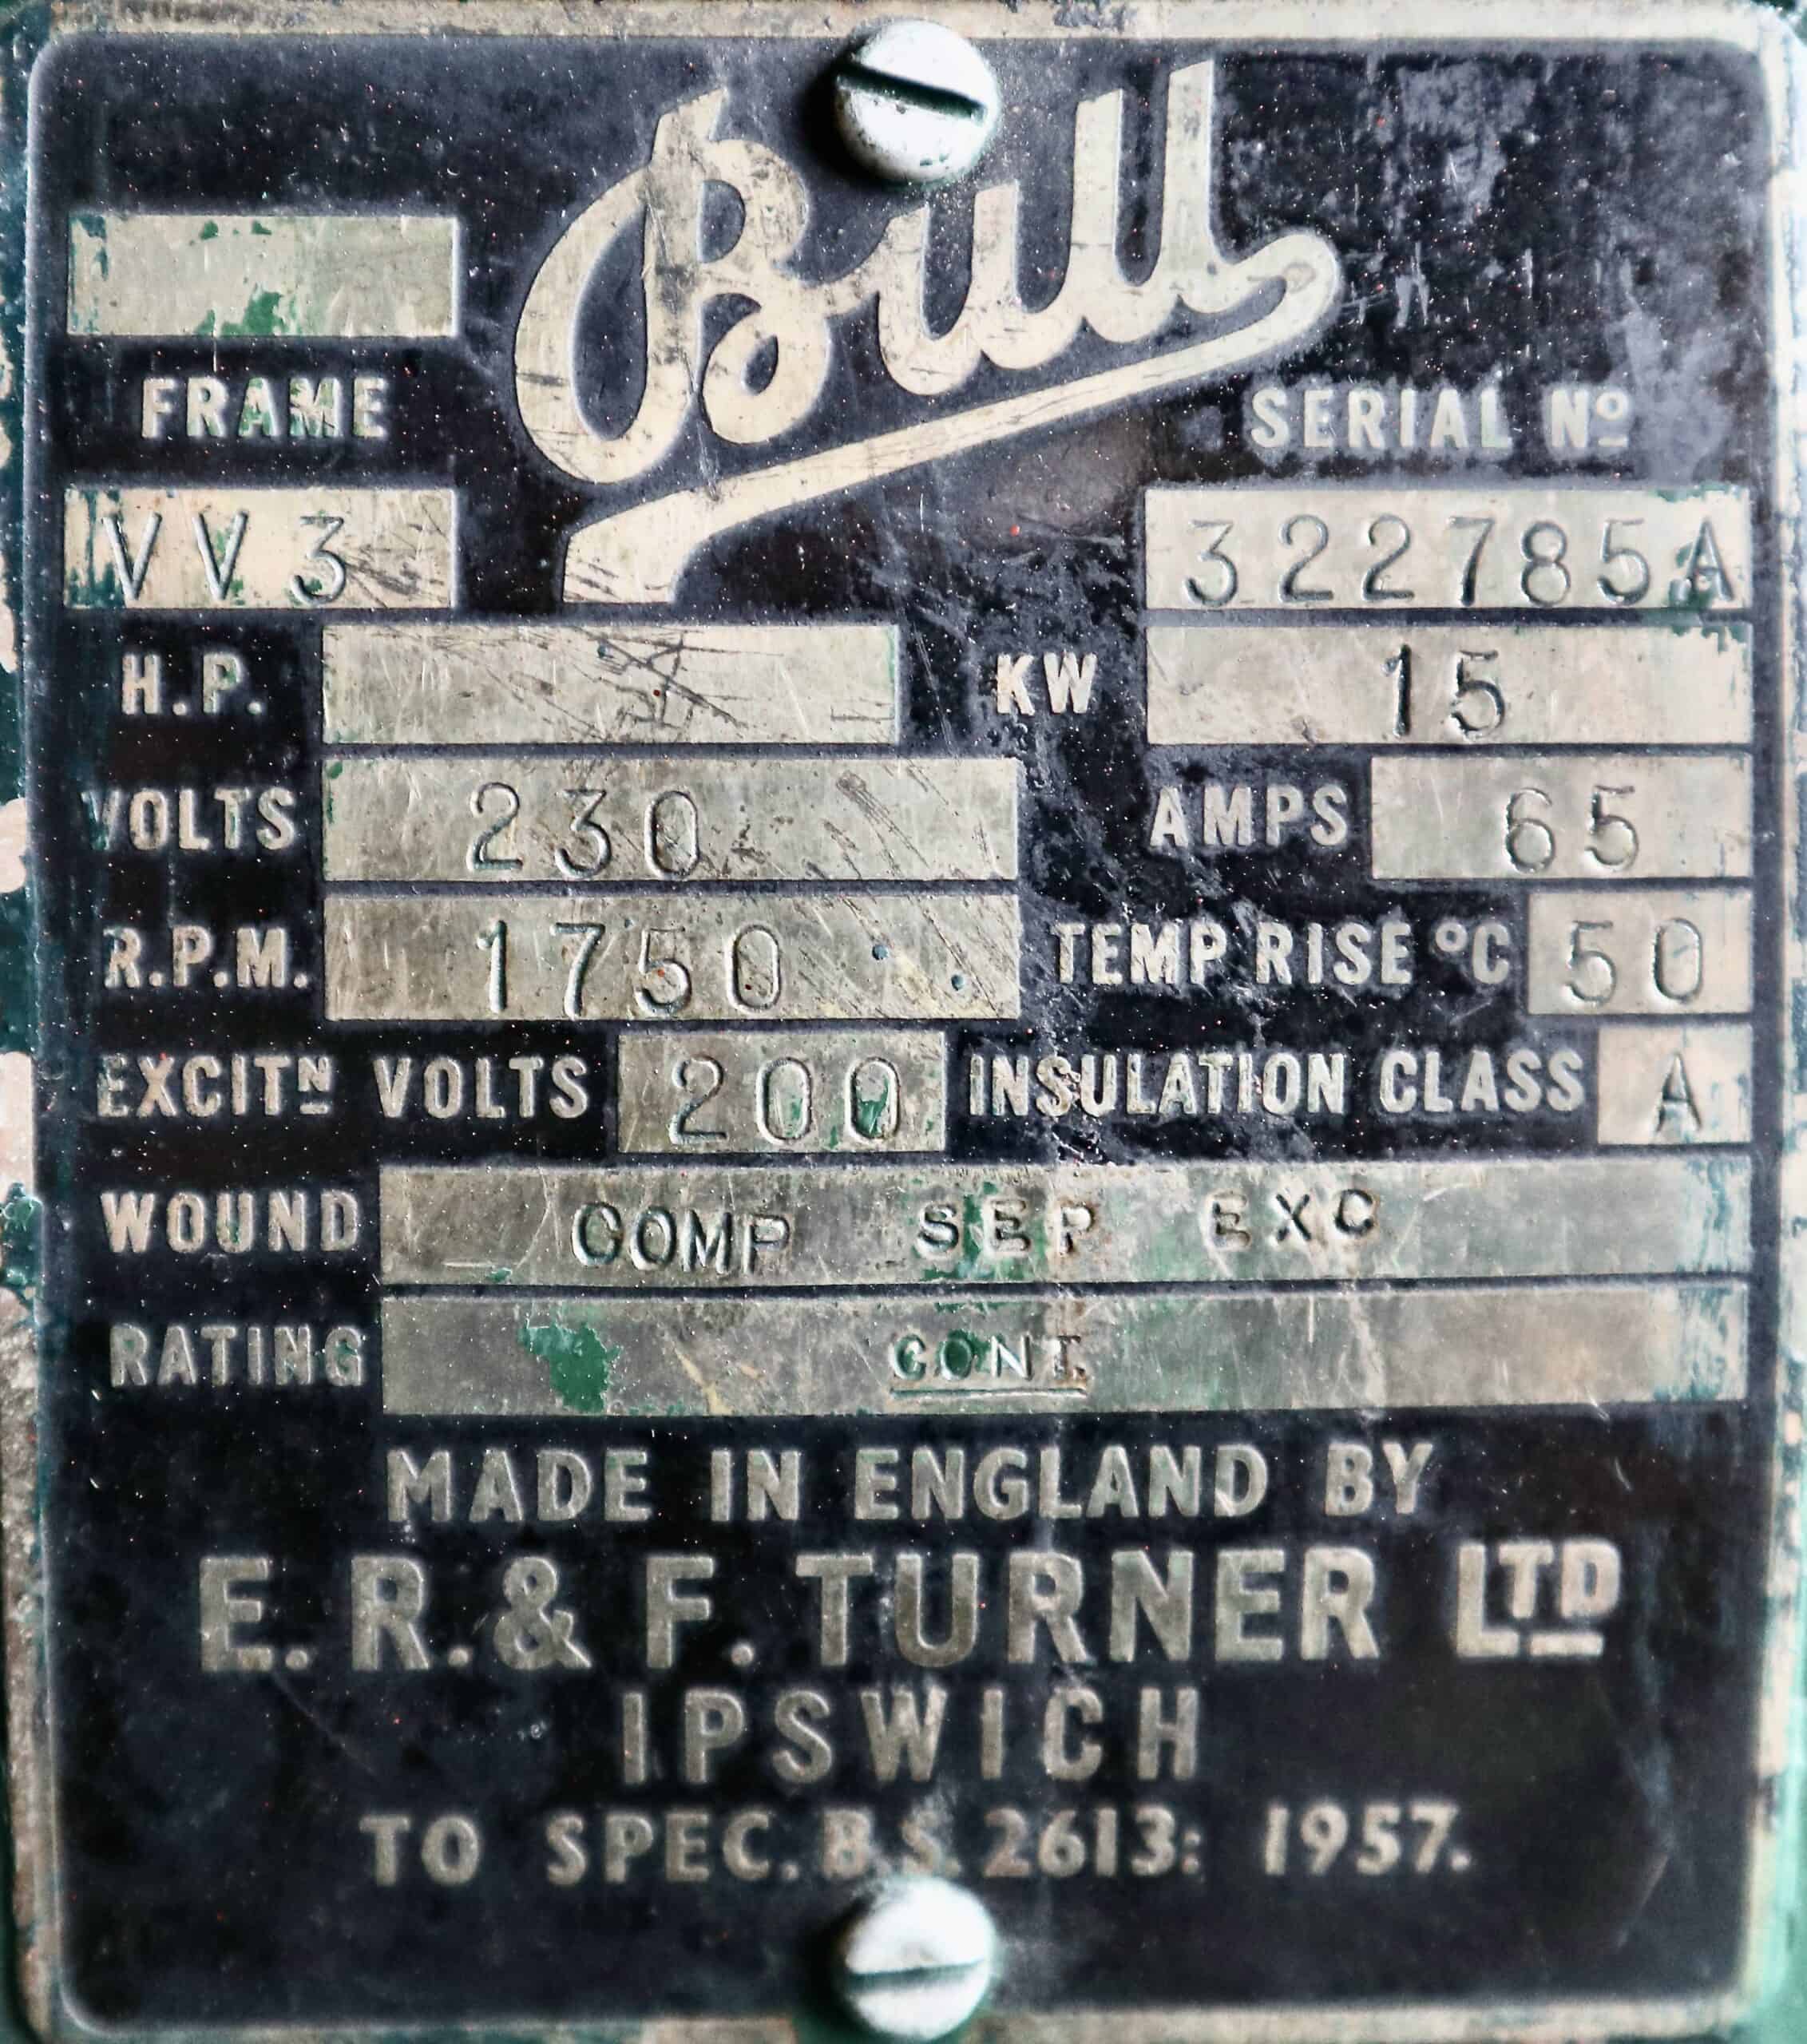 Bull
FRAME
SERIAL Nº
VV3
322785A
H.P. KW 15
VOLTS 230 AMPS 65
R.P.M. 1750 TEMP RISE °C 50
EXCITN VOLTS 200 INSULATION CLASS A
WOUND COMP SEP EXC
RATING CONT.
MADE IN ENGLAND BY
E. R. & F. TURNER LTD
IPSWICH
TO SPEC. B.S. 2613: 1957.